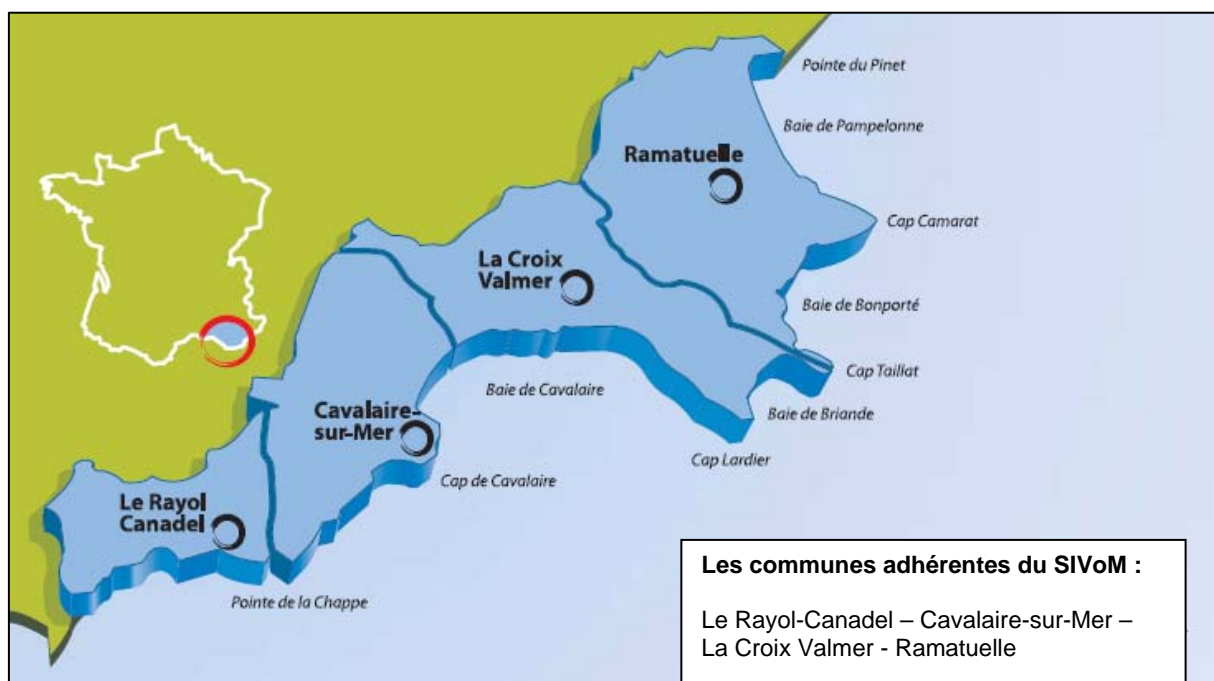 Pointe du Pinet
Baie de Pampelonne
Ramatuelle
Cap Camarat
La Croix
Valmer
Baie de Bonporté
Cap Taillat
Baie de Cavalaire
Baie de Briande
Cavalaire-
sur-Mer
Cap Lardier
Cap de Cavalaire
Le Rayol
Canadel
Pointe de la Chappe
Les communes adhérentes du SIVoM :
Le Rayol-Canadel – Cavalaire-sur-Mer –
La Croix Valmer - Ramatuelle